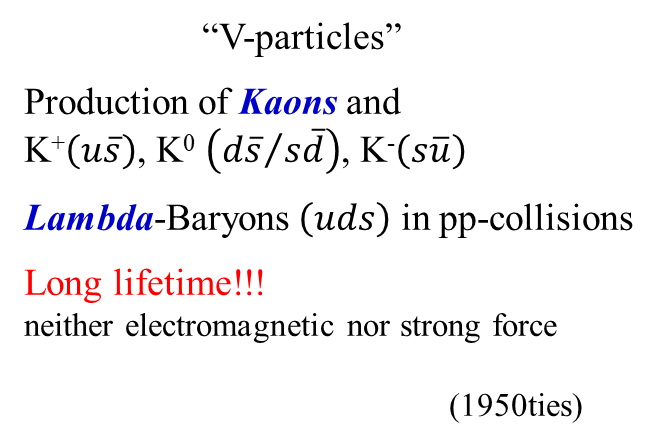 “V-particles”
Production of Kaons and
K⁺(us̄), K⁰ (ds̄/sd̄), K⁻(sū)
Lambda-Baryons (uds) in pp-collisions
Long lifetime!!!
neither electromagnetic nor strong force
(1950ties)